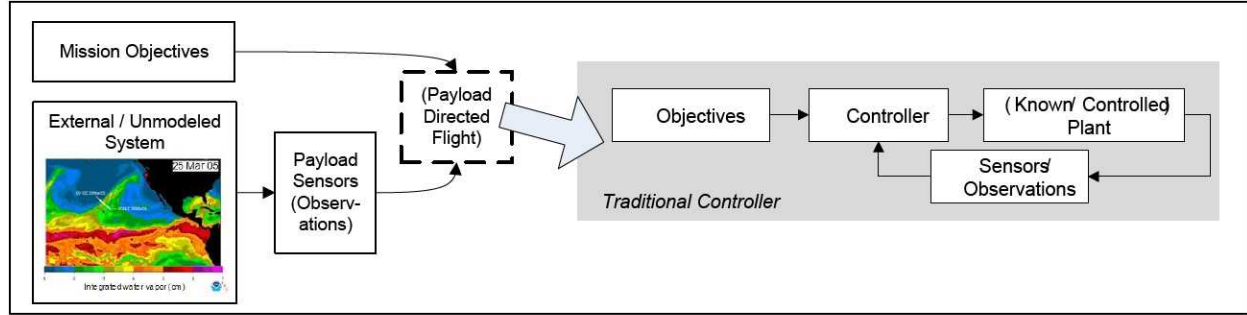 Mission Objectives
External / Unmodeled
System
25 Mar 05
Integrated water vapor (cm)
Payload
Sensors
(Observ-
ations)
(Payload
Directed
Flight)
Objectives
Controller
( Known/ Controlled)
Plant
Sensors/
Observations
Traditional Controller